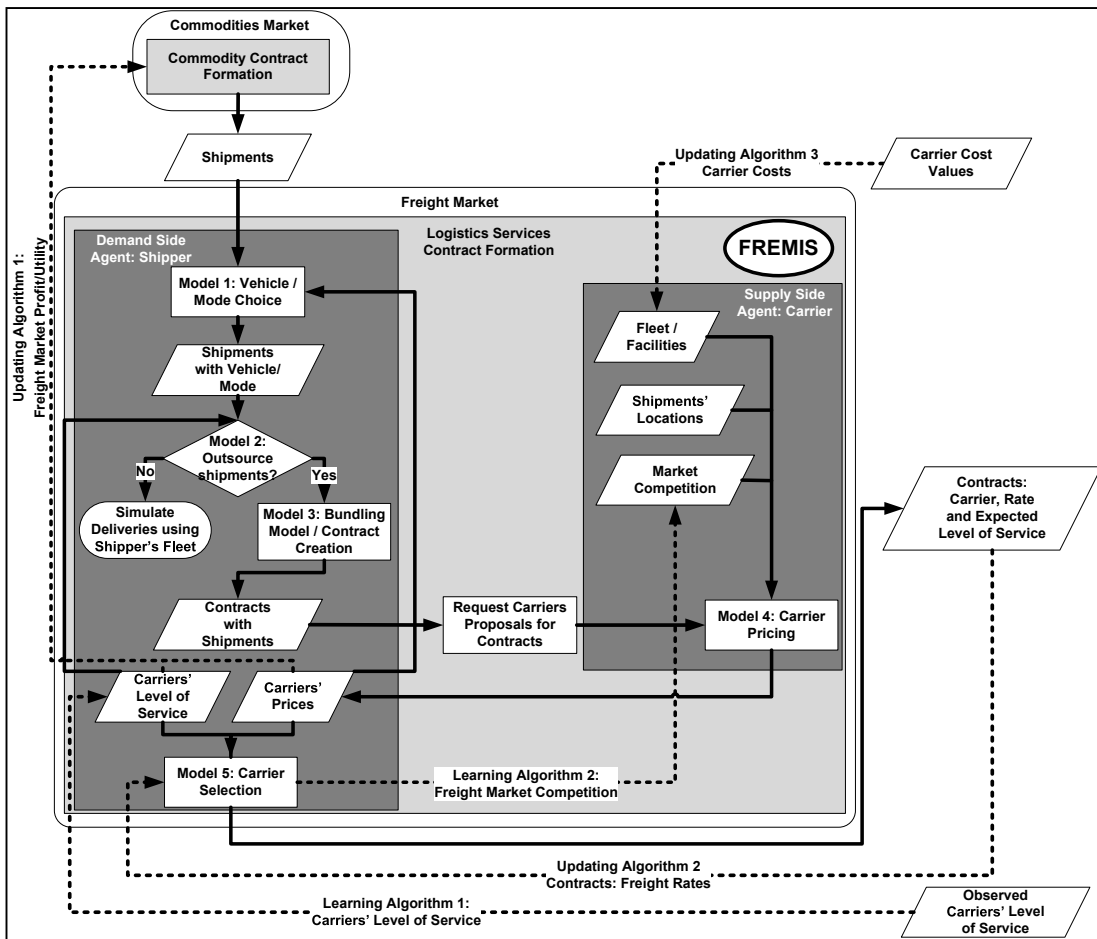 Commodities Market
Commodity Contract
Formation
Shipments
Updating Algorithm 3
Carrier Costs
Carrier Cost
Values
Updating Algorithm 1:
Freight Market Profit/Utility
Freight Market
Logistics Services
Contract Formation
FREMIS
Demand Side
Agent: Shipper
Model 1: Vehicle /
Mode Choice
Shipments
with Vehicle/
Mode
Model 2:
Outsource
shipments?
No
Yes
Simulate
Deliveries using
Shipper's Fleet
Model 3: Bundling
Model / Contract
Creation
Contracts
with
Shipments
Request Carriers
Proposals for
Contracts
Supply Side
Agent: Carrier
Fleet /
Facilities
Shipments'
Locations
Market
Competition
Model 4: Carrier
Pricing
Contracts:
Carrier, Rate
and Expected
Level of Service
Carriers'
Level of
Service
Carriers'
Prices
Model 5: Carrier
Selection
Learning Algorithm 2:
Freight Market Competition
Updating Algorithm 2
Contracts: Freight Rates
Learning Algorithm 1:
Carriers' Level of Service
Observed
Carriers' Level
of Service